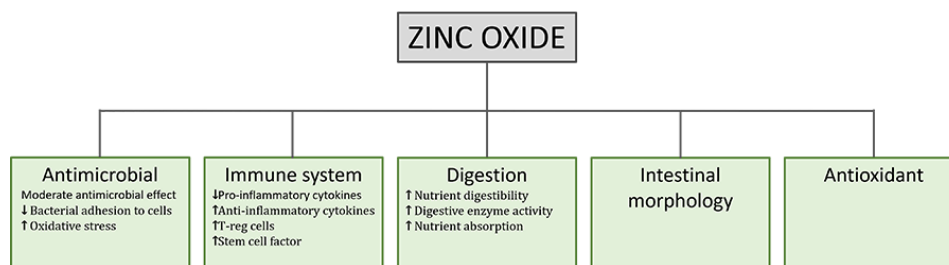 ZINC OXIDE
Antimicrobial
Moderate antimicrobial effect
↓ Bacterial adhesion to cells
↑ Oxidative stress
Immune system
↓Pro-inflammatory cytokines
↑Anti-inflammatory cytokines
↑T-reg cells
↑Stem cell factor
Digestion
↑ Nutrient digestibility
↑ Digestive enzyme activity
↑ Nutrient absorption
Intestinal
morphology
Antioxidant